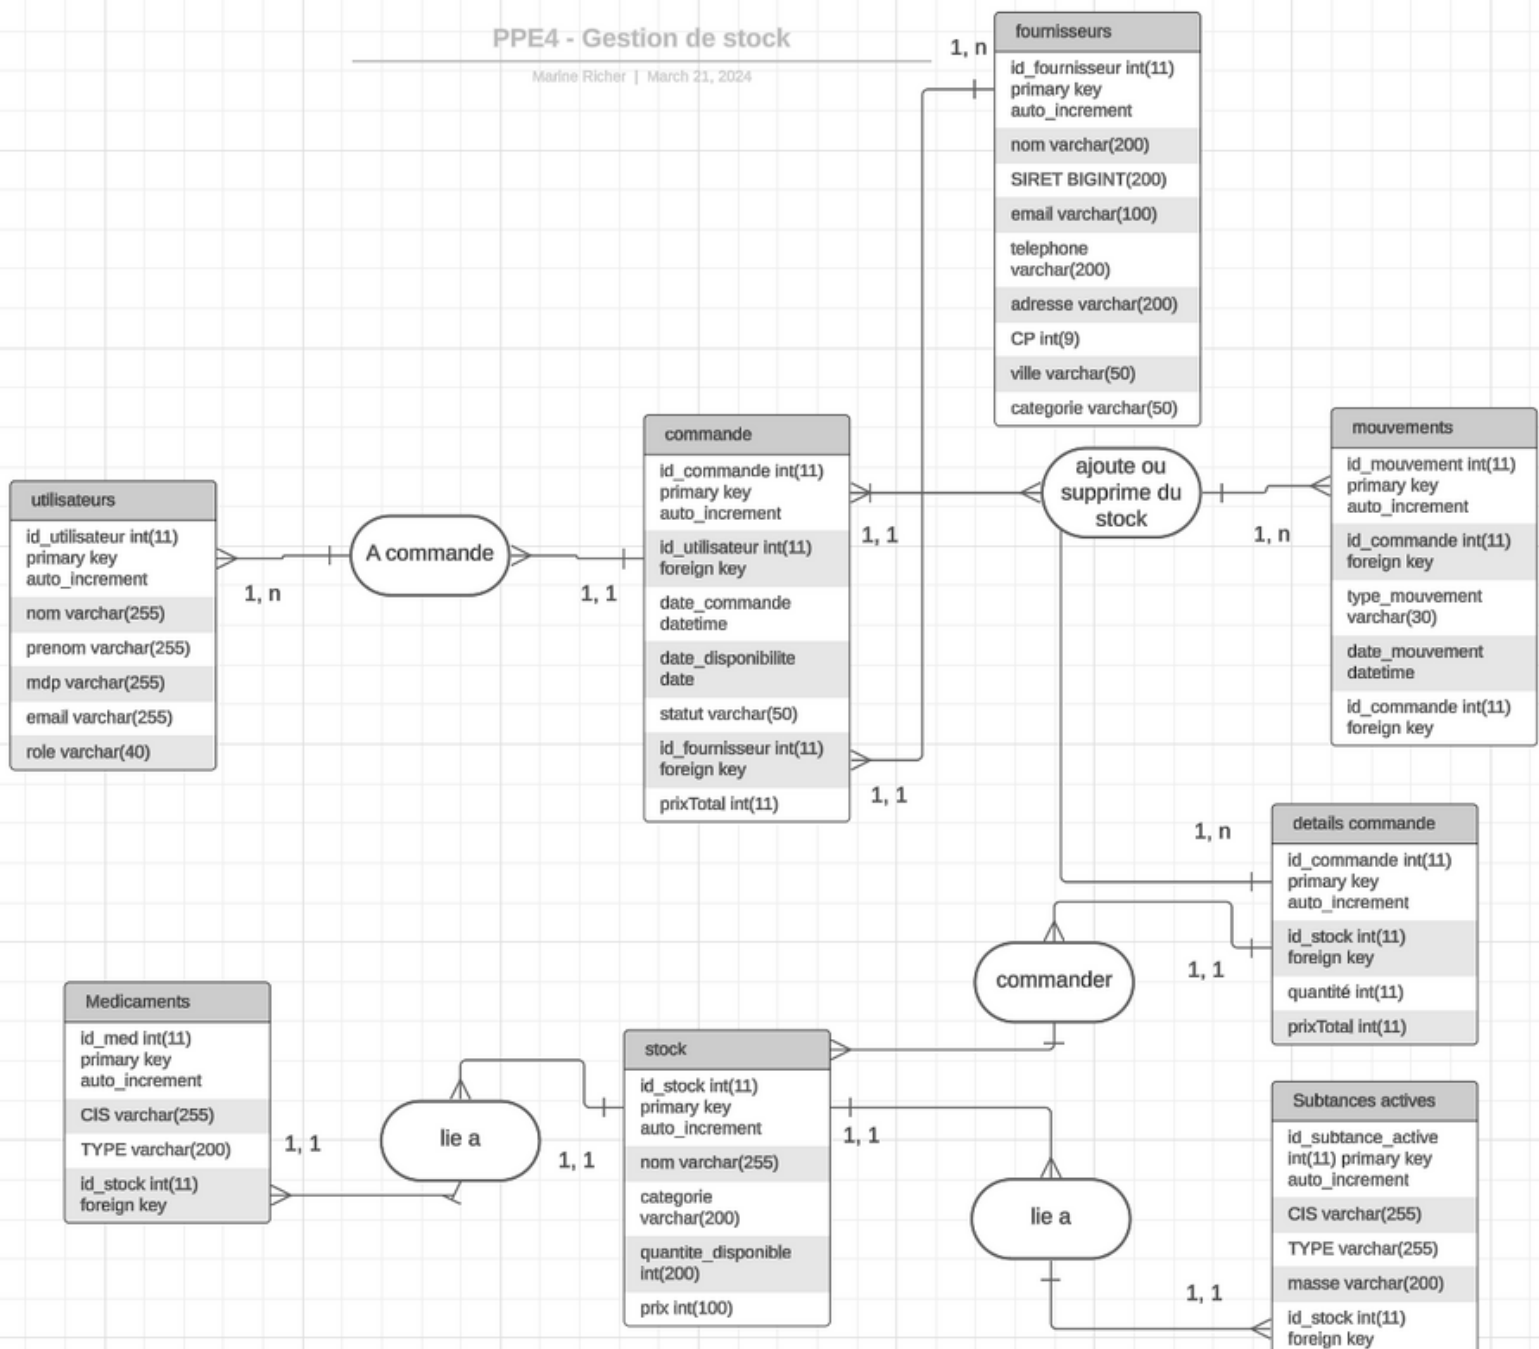 PPE4 - Gestion de stock
Marine Richer | March 21, 2024
fournisseurs
id_fournisseur int(11)
primary key
auto_increment
nom varchar(200)
SIRET BIGINT(200)
email varchar(100)
telephone
varchar(200)
adresse varchar(200)
CP int(9)
ville varchar(50)
categorie varchar(50)
1, n
utilisateurs
id_utilisateur int(11)
primary key
auto_increment
nom varchar(255)
prenom varchar(255)
mdp varchar(255)
email varchar(255)
role varchar(40)
1, n
A commande
1, 1
commande
id_commande int(11)
primary key
auto_increment
id_utilisateur int(11)
foreign key
date_commande
datetime
date_disponibilite
date
statut varchar(50)
id_fournisseur int(11)
foreign key
prixTotal int(11)
1, 1
1, 1
ajoute ou
supprime du
stock
1, n
mouvements
id_mouvement int(11)
primary key
auto_increment
id_commande int(11)
foreign key
type_mouvement
varchar(30)
date_mouvement
datetime
id_commande int(11)
foreign key
1, n
details commande
id_commande int(11)
primary key
auto_increment
id_stock int(11)
foreign key
quantité int(11)
prixTotal int(11)
commander
1, 1
Medicaments
id_med int(11)
primary key
auto_increment
CIS varchar(255)
TYPE varchar(200)
id_stock int(11)
foreign key
1, 1
lie a
1, 1
stock
id_stock int(11)
primary key
auto_increment
nom varchar(255)
categorie
varchar(200)
quantite_disponible
int(200)
prix int(100)
1, 1
lie a
1, 1
Subtances actives
id_subtance_active
int(11) primary key
auto_increment
CIS varchar(255)
TYPE varchar(255)
masse varchar(200)
id_stock int(11)
foreign key